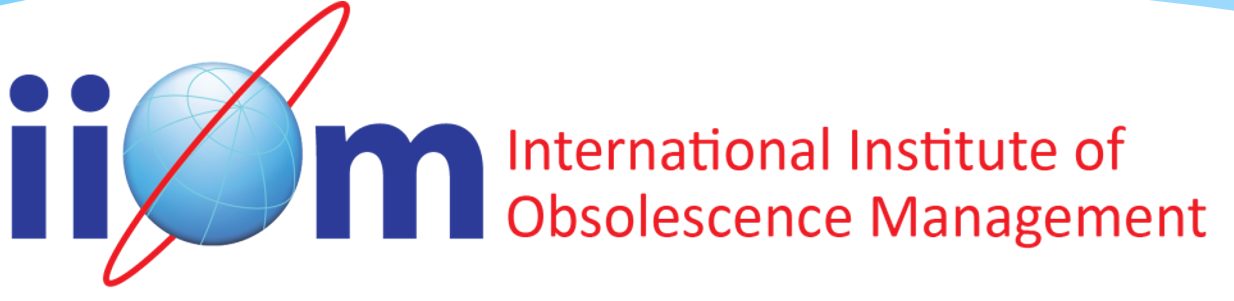 iiom
International Institute of
Obsolescence Management